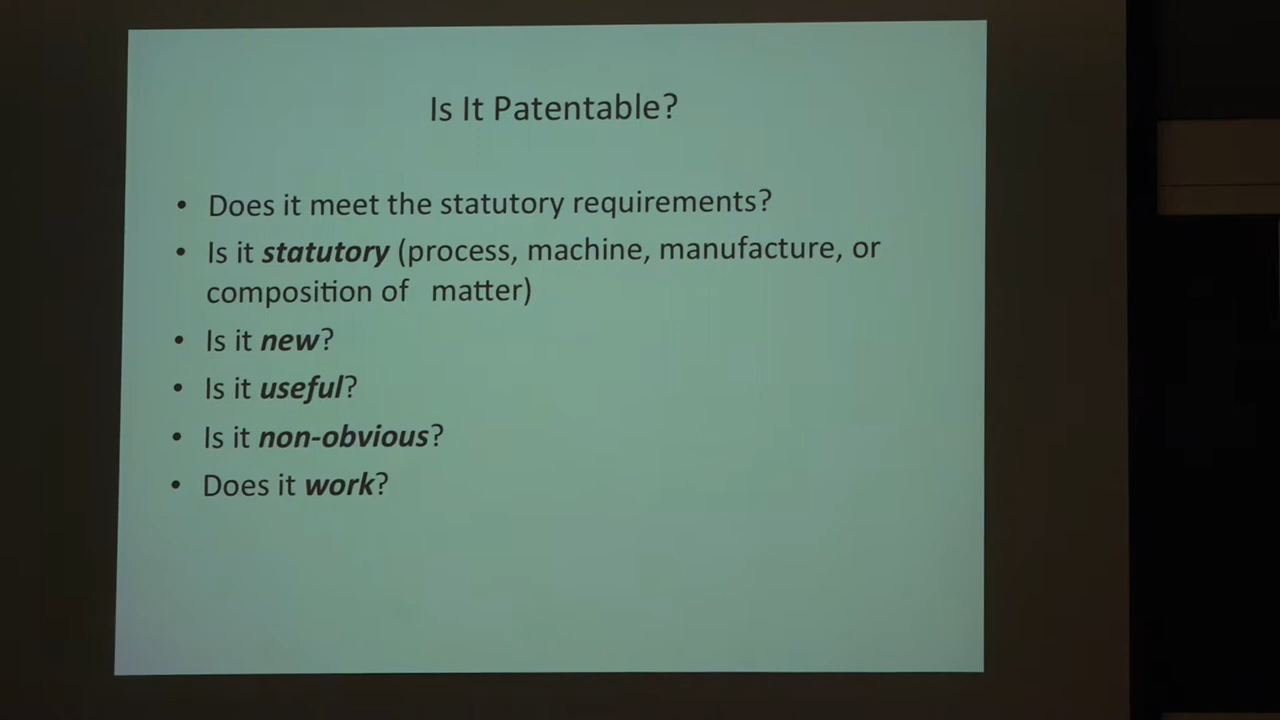 Is It Patentable?
• Does it meet the statutory requirements?
• Is it statutory (process, machine, manufacture, or
composition of matter)
• Is it new?
• Is it useful?
• Is it non-obvious?
• Does it work?